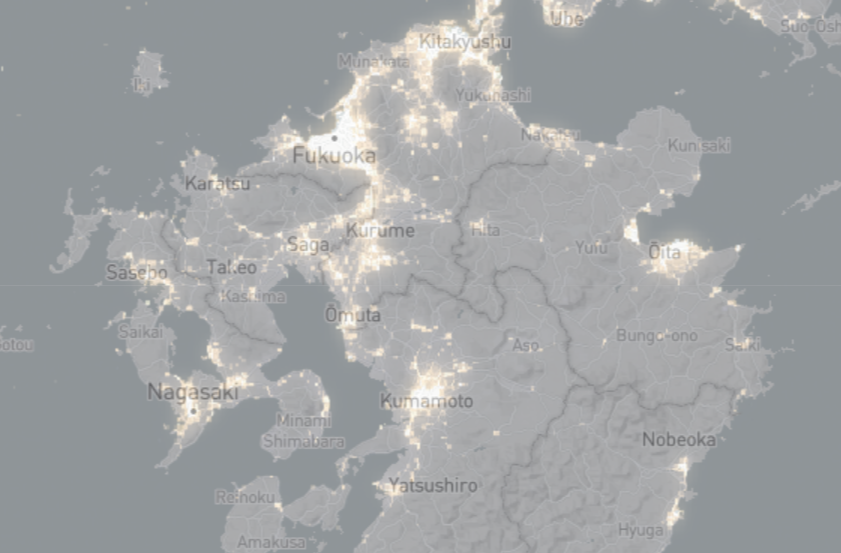 Ube
Suo-Osh
Kitakyushu
Munakata
Iki
Yukuhashi
Nakatsu
Kunisaki
Fukuoka
Karatsu
Kurume
Hita
Saga
Yufu
Ōita
Sasebo
Takeo
Kashima
Ōmuta
Saikai
Gotou
Aso
Bungo-ono
Saiki
Nagasaki
Kumamoto
Minami
Shimabara
Nobeoka
Yatsushiro
Reihoku
Amakusa
Hyuga